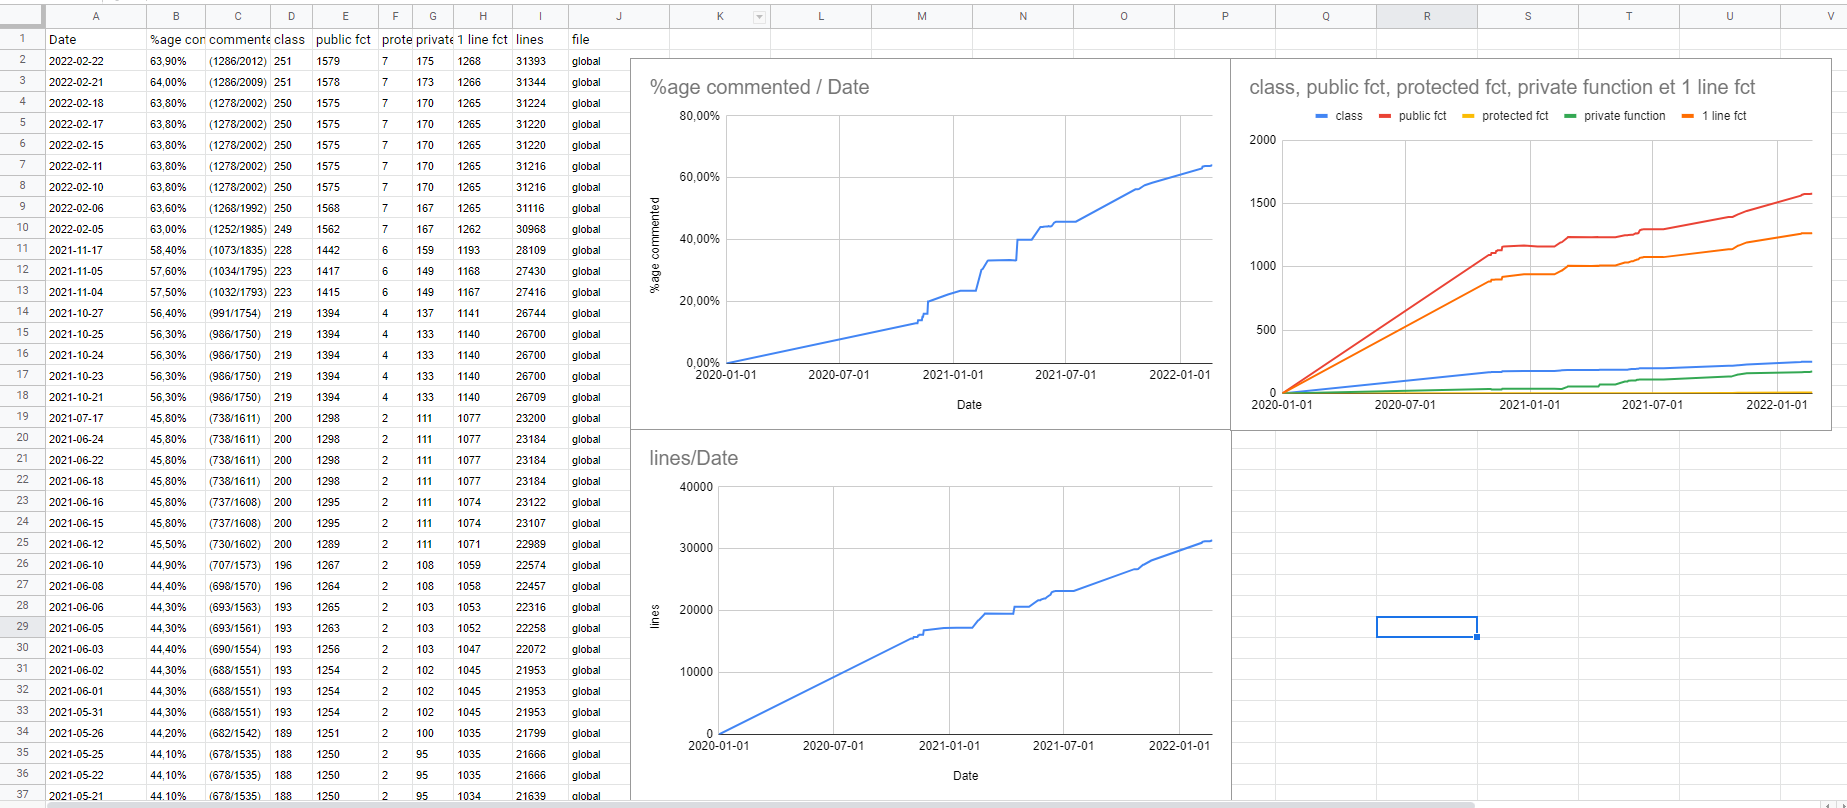 A B C D E F G H I J K L M N O P Q R S T U V
1 Date %age con commente class public fct prote private 1 line fct lines file
2 2022-02-22 63,90% (1286/2012) 251 1579 7 175 1268 31393 global
3 2022-02-21 64,00% (1286/2009) 251 1578 7 173 1266 31344 global
4 2022-02-18 63,80% (1278/2002) 250 1575 7 170 1265 31224 global
5 2022-02-17 63,80% (1278/2002) 250 1575 7 170 1265 31220 global
6 2022-02-15 63,80% (1278/2002) 250 1575 7 170 1265 31220 global
7 2022-02-11 63,80% (1278/2002) 250 1575 7 170 1265 31216 global
8 2022-02-10 63,80% (1278/2002) 250 1575 7 170 1265 31216 global
9 2022-02-06 63,60% (1268/1992) 250 1568 7 167 1265 31116 global
10 2022-02-05 63,00% (1252/1985) 249 1562 7 167 1262 30968 global
11 2021-11-17 58,40% (1073/1835) 228 1442 6 159 1193 28109 global
12 2021-11-05 57,60% (1034/1795) 223 1417 6 149 1168 27430 global
13 2021-11-04 57,50% (1032/1793) 223 1415 6 149 1167 27416 global
14 2021-10-27 56,40% (991/1754) 219 1394 4 137 1141 26744 global
15 2021-10-25 56,30% (986/1750) 219 1394 4 133 1140 26700 global
16 2021-10-24 56,30% (986/1750) 219 1394 4 133 1140 26700 global
17 2021-10-23 56,30% (986/1750) 219 1394 4 133 1140 26700 global
18 2021-10-21 56,30% (986/1750) 219 1394 4 133 1140 26709 global
19 2021-07-17 45,80% (738/1611) 200 1298 2 111 1077 23200 global
20 2021-06-24 45,80% (738/1611) 200 1298 2 111 1077 23184 global
21 2021-06-22 45,80% (738/1611) 200 1298 2 111 1077 23184 global
22 2021-06-18 45,80% (738/1611) 200 1298 2 111 1077 23184 global
23 2021-06-16 45,80% (737/1608) 200 1295 2 111 1074 23122 global
24 2021-06-15 45,80% (737/1608) 200 1295 2 111 1074 23107 global
25 2021-06-12 45,50% (730/1602) 200 1289 2 111 1071 22989 global
26 2021-06-10 44,90% (707/1573) 196 1267 2 108 1059 22574 global
27 2021-06-08 44,40% (698/1570) 196 1264 2 108 1058 22457 global
28 2021-06-06 44,30% (693/1563) 193 1265 2 103 1053 22316 global
29 2021-06-05 44,30% (693/1561) 193 1263 2 103 1052 22258 global
30 2021-06-03 44,40% (690/1554) 193 1256 2 103 1047 22072 global
31 2021-06-02 44,30% (688/1551) 193 1254 2 102 1045 21953 global
32 2021-06-01 44,30% (688/1551) 193 1254 2 102 1045 21953 global
33 2021-05-31 44,30% (688/1551) 193 1254 2 102 1045 21953 global
34 2021-05-26 44,20% (682/1542) 189 1251 2 100 1035 21799 global
35 2021-05-25 44,10% (678/1535) 188 1250 2 95 1035 21666 global
36 2021-05-22 44,10% (678/1535) 188 1250 2 95 1035 21666 global
37 2021-05-21 44,10% (678/1535) 188 1250 2 95 1034 21639 global
%age commented / Date
80,00%
60,00%
40,00%
20,00%
0,00%
%age commented
2020-01-01 2020-07-01 2021-01-01 2021-07-01 2022-01-01
Date
class, public fct, protected fct, private function et 1 line fct
class public fct protected fct private function 1 line fct
2000
1500
1000
500
0
2020-01-01 2020-07-01 2021-01-01 2021-07-01 2022-01-01
lines/Date
40000
30000
20000
10000
0
lines
2020-01-01 2020-07-01 2021-01-01 2021-07-01 2022-01-01
Date